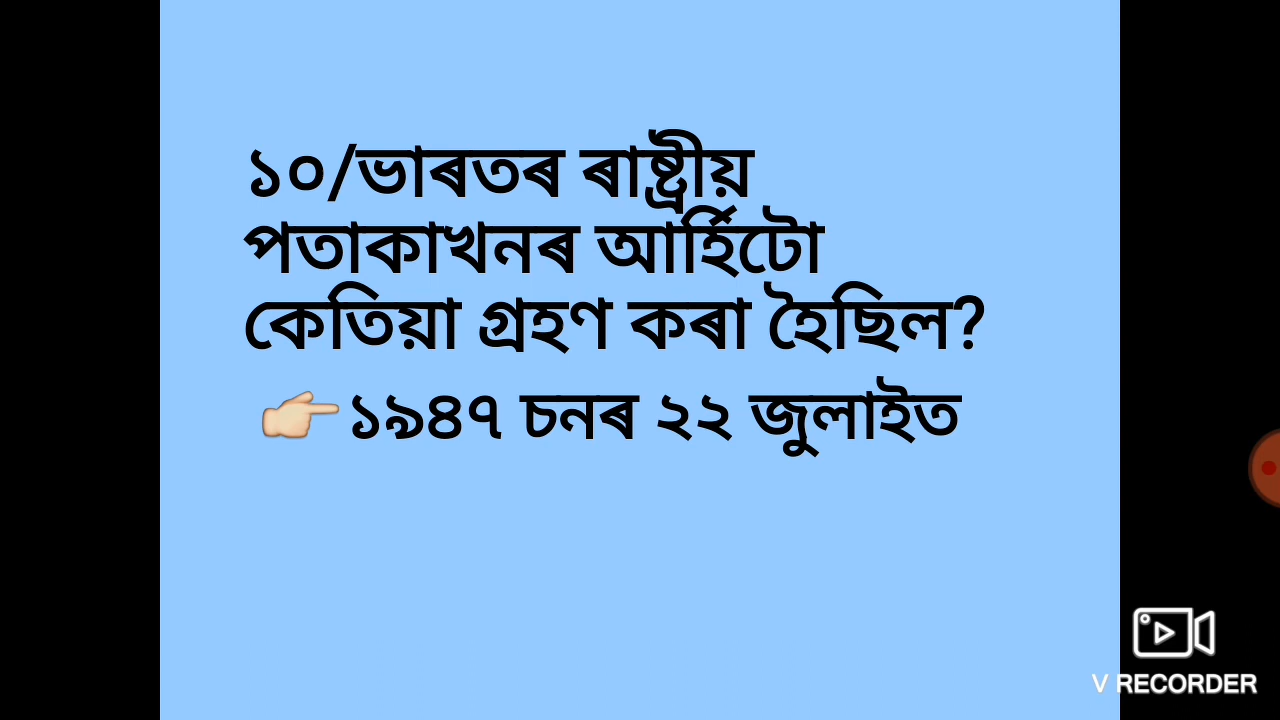 ১০/ভাৰতৰ ৰাষ্ট্ৰীয়
পতাকাখনৰ আৰ্হিটো
কেতিয়া গ্ৰহণ কৰা হৈছিল?
👉১৯৪৭ চনৰ ২২ জুলাইত
V RECORDER